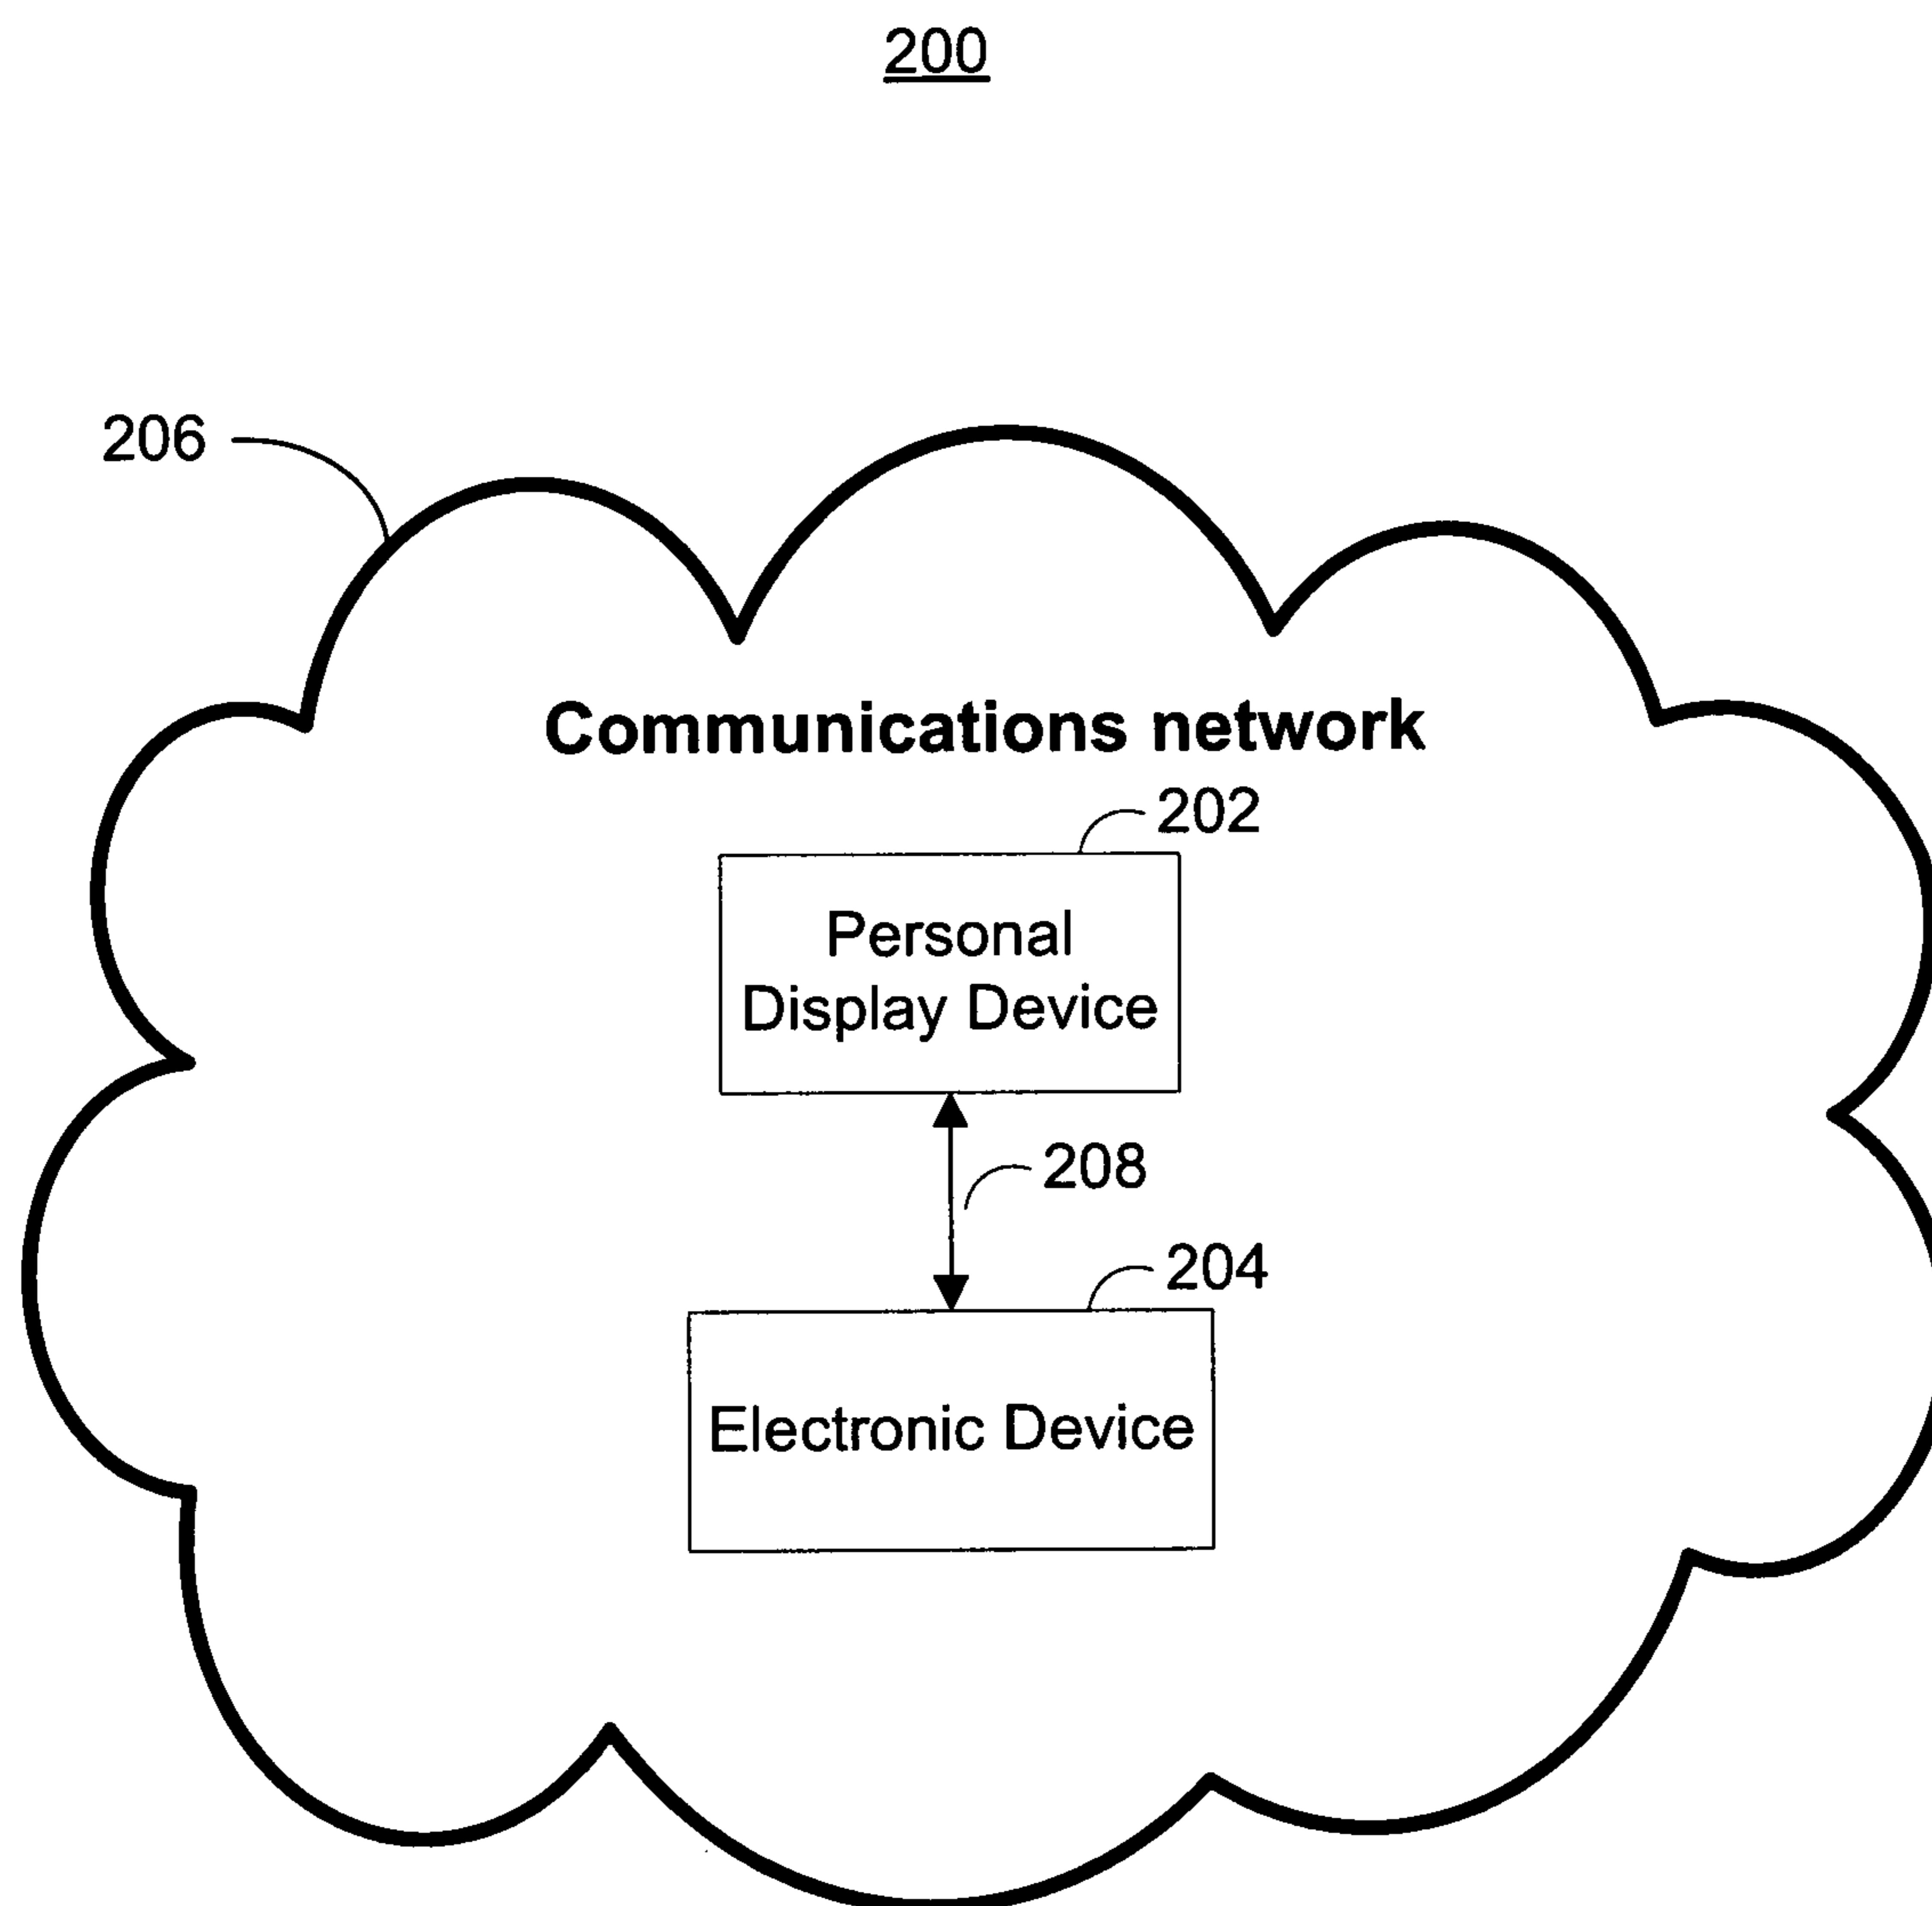 200
206
Communications network
202
Personal
Display Device
208
204
Electronic Device